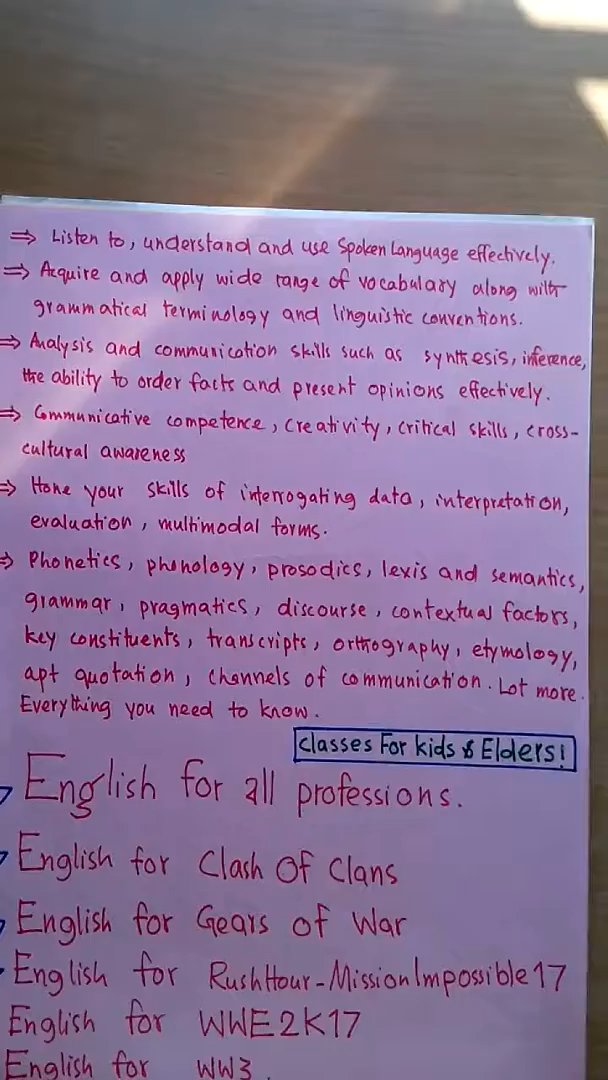 ⇒ Listen to, understand and use Spoken Language effectively.
⇒ Acquire and apply wide range of vocabulary along with
grammatical terminology and linguistic conventions.
⇒ Analysis and communication skills such as synthesis, inference,
the ability to order facts and present opinions effectively.
⇒ Communicative competence, creativity, critical skills, cross-
cultural awareness
⇒ Hone your skills of interrogating data, interpretation,
evaluation, multimodal forms.
⇒ Phonetics, phonology, prosodics, lexis and semantics,
grammar, pragmatics, discourse, contextual factors,
key constituents, transcripts, orthography, etymology,
apt quotation, channels of communication. Lot more.
Everything you need to know.
Classes For kids & Elders!
English for all professions.
English for Clash Of Clans
English for Gears of War
English for RushHour-MissionImpossible17
English for WWE2K17
English for WW3.